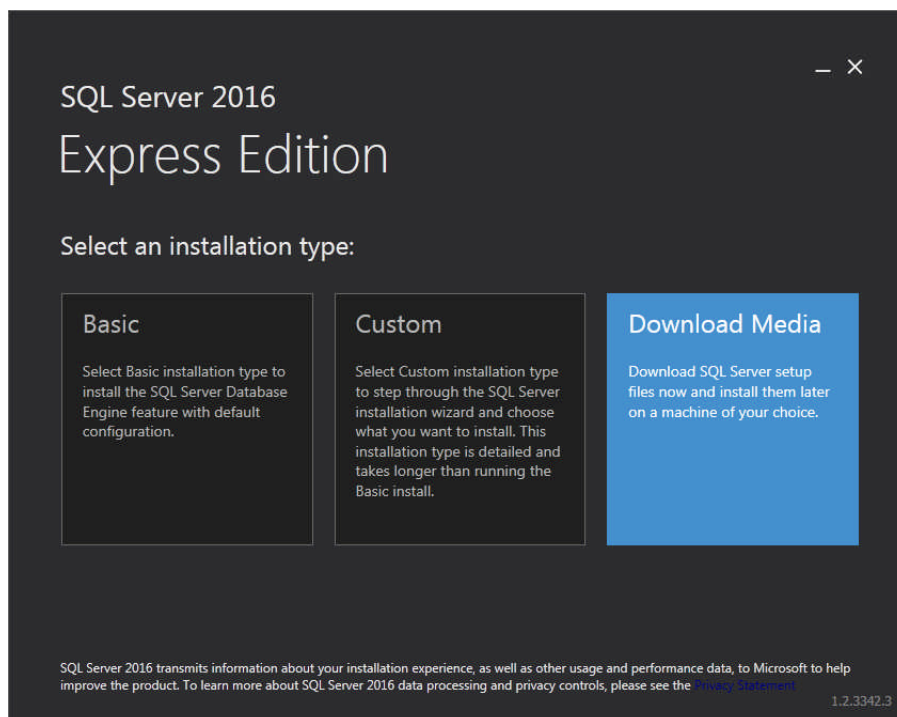 SQL Server 2016
Express Edition
Select an installation type:
Basic
Select Basic installation type to
install the SQL Server Database
Engine feature with default
configuration.
Custom
Select Custom installation type
to step through the SQL Server
installation wizard and choose
what you want to install. This
installation type is detailed and
takes longer than running the
Basic install.
Download Media
Download SQL Server setup
files now and install them later
on a machine of your choice.
SQL Server 2016 transmits information about your installation experience, as well as other usage and performance data, to Microsoft to help
improve the product. To learn more about SQL Server 2016 data processing and privacy controls, please see the Privacy Statement
1.2.3342.3